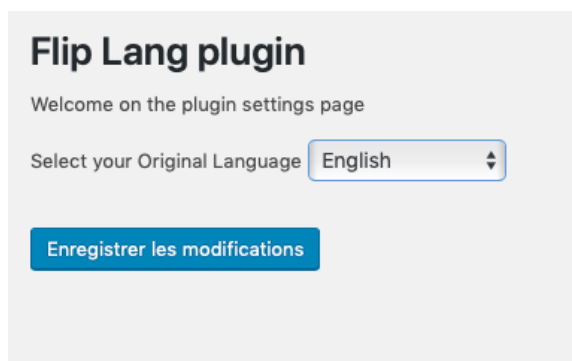 Flip Lang plugin
Welcome on the plugin settings page
Select your Original Language English
Enregistrer les modifications